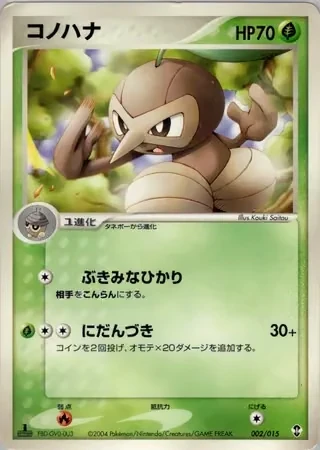 コノハナ HP70
Illus. Kouki Saitou
1進化 タネボーから進化
ぶきみなひかり
相手をこんらんにする。
にだんづき 30+
コインを2回投げ、オモテ×20ダメージを追加する。
弱点 抵抗力 にげる
1 PBD-GV0-003 ©2004 Pokémon/Nintendo/Creatures/GAME FREAK. 002/015